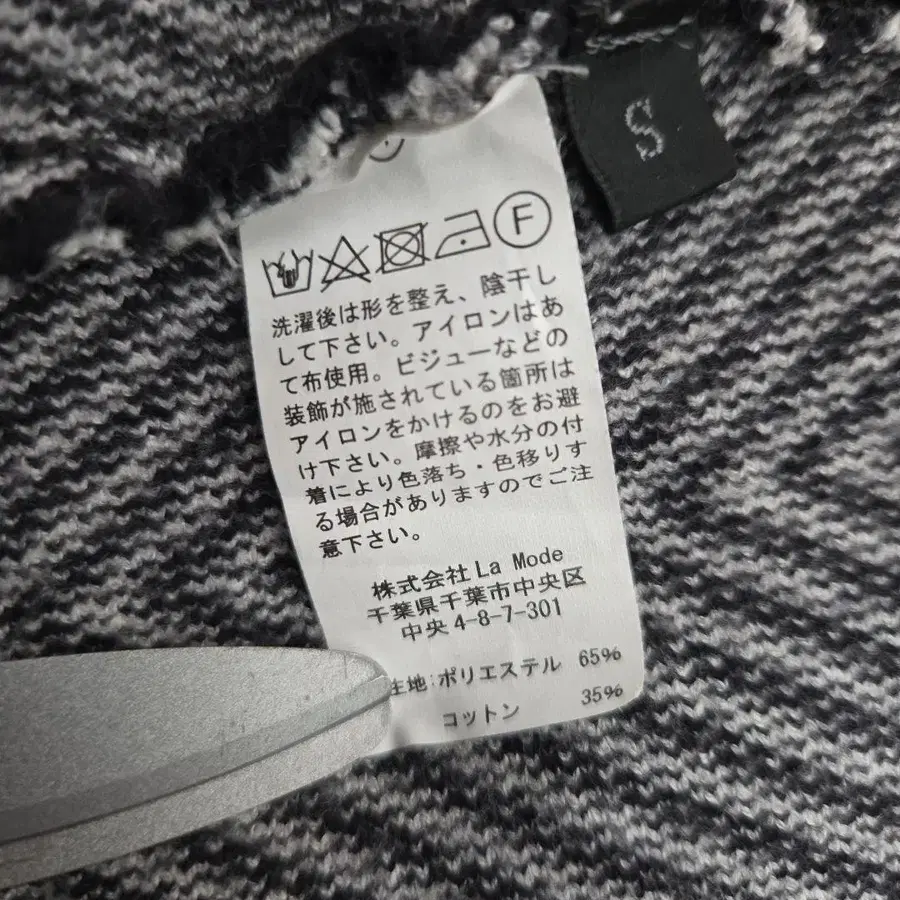 S
F
洗濯後は形を整え、陰干し
して下さい。アイロンはあ
て布使用。ビジューなどの
装飾が施されている箇所は
アイロンをかけるのをお避
け下さい。摩擦や水分の付
着により色落ち・色移りす
る場合がありますのでご注
意下さい。
株式会社 La Mode
千葉県千葉市中央区
中央 4-8-7-301
生地:ポリエステル 65%
コットン 35%